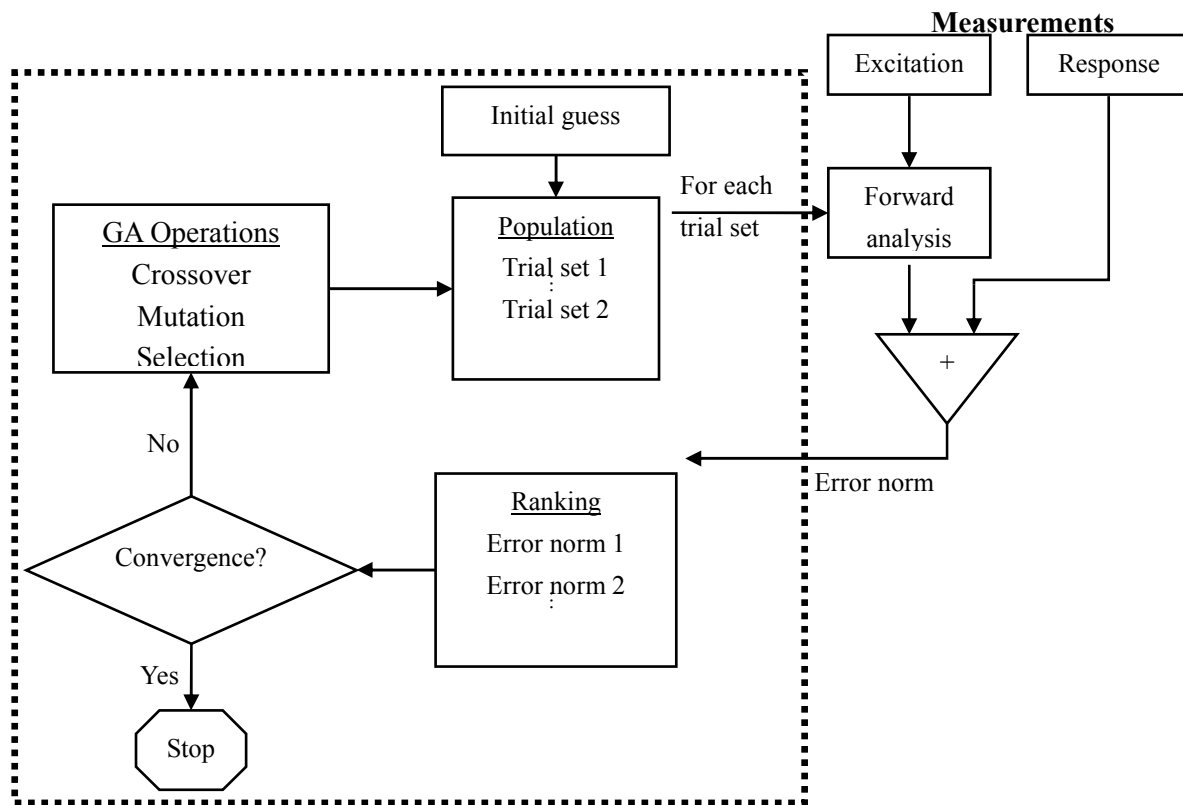 Measurements
Excitation
Response
Initial guess
For each
trial set
Forward
analysis
GA Operations
Crossover
Mutation
Selection
Population
Trial set 1
⋮
Trial set 2
+
No
Error norm
Ranking
Error norm 1
Error norm 2
⋮
Convergence?
Yes
Stop